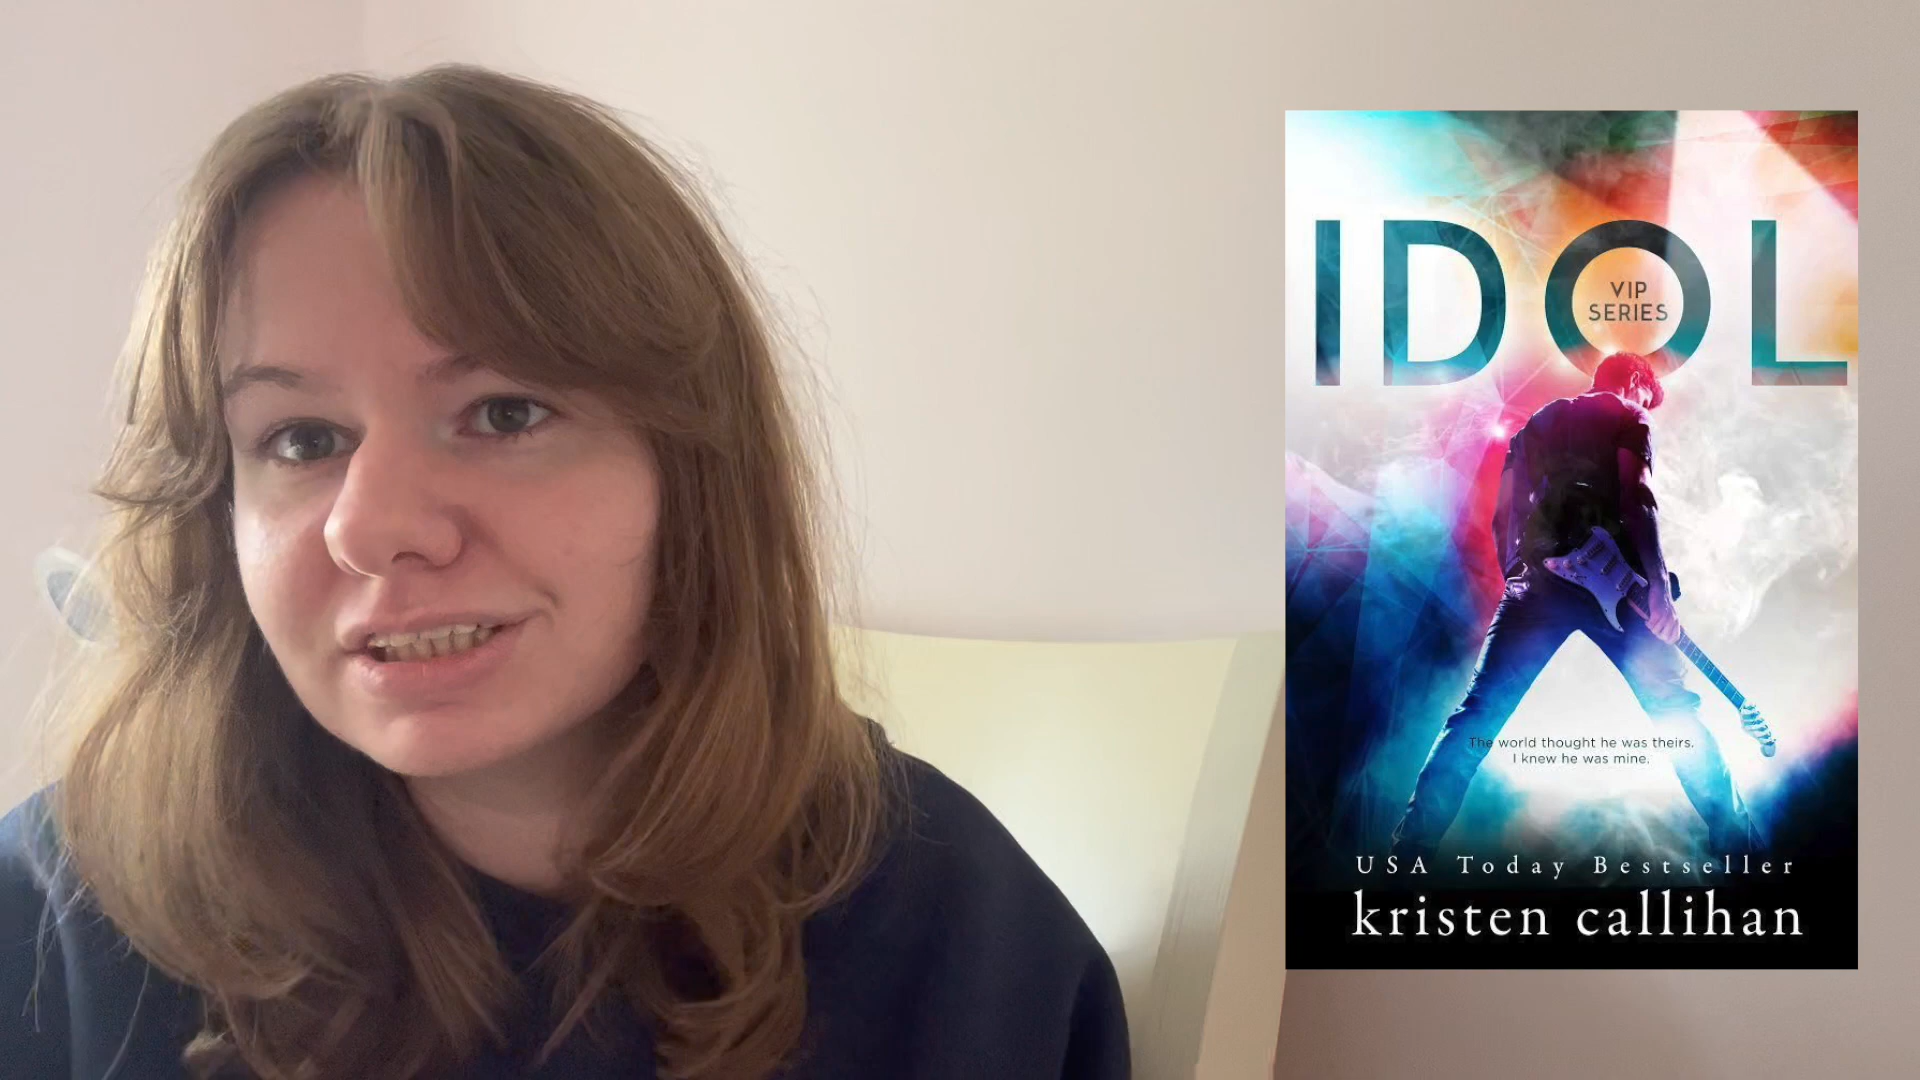 IDOL
VIP
SERIES
The world thought he was theirs.
I knew he was mine.
USA Today Bestseller
kristen callihan